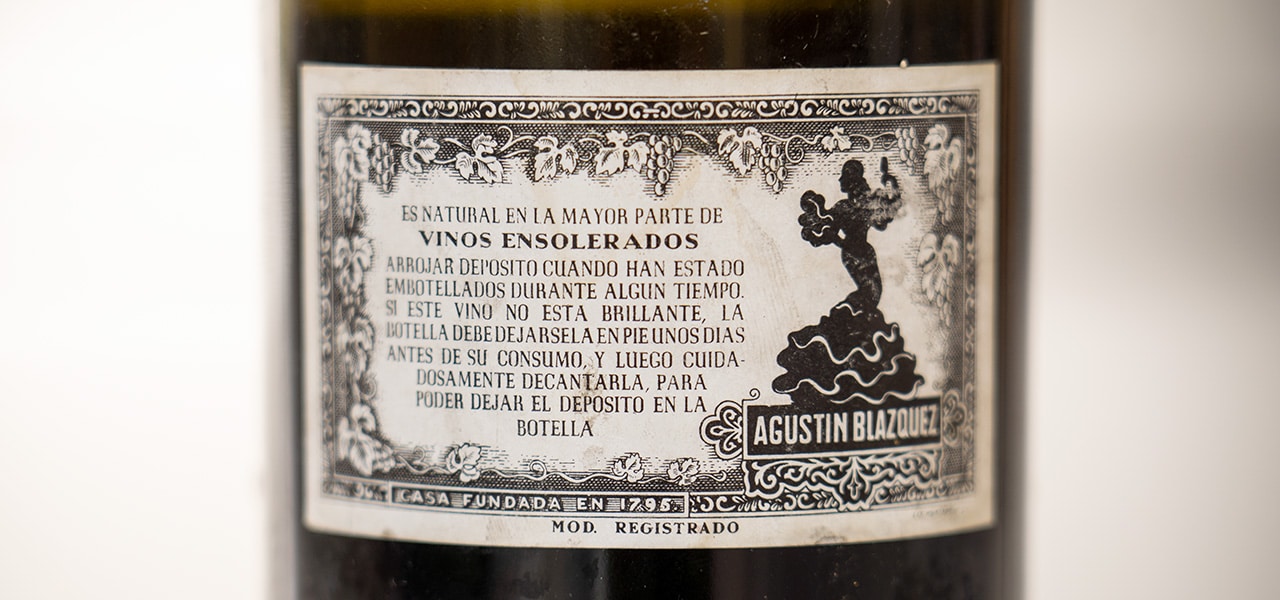 ES NATURAL EN LA MAYOR PARTE DE
VINOS ENSOLERADOS
ARROJAR DEPOSITO CUANDO HAN ESTADO
EMBOTELLADOS DURANTE ALGUN TIEMPO.
SI ESTE VINO NO ESTA BRILLANTE, LA
BOTELLA DEBE DEJARSELA EN PIE UNOS DIAS
ANTES DE SU CONSUMO, Y LUEGO CUIDA-
DOSAMENTE DECANTARLA, PARA
PODER DEJAR EL DEPOSITO EN LA
BOTELLA
AGUSTIN BLAZQUEZ
CASA FUNDADA EN 1795
MOD. REGISTRADO